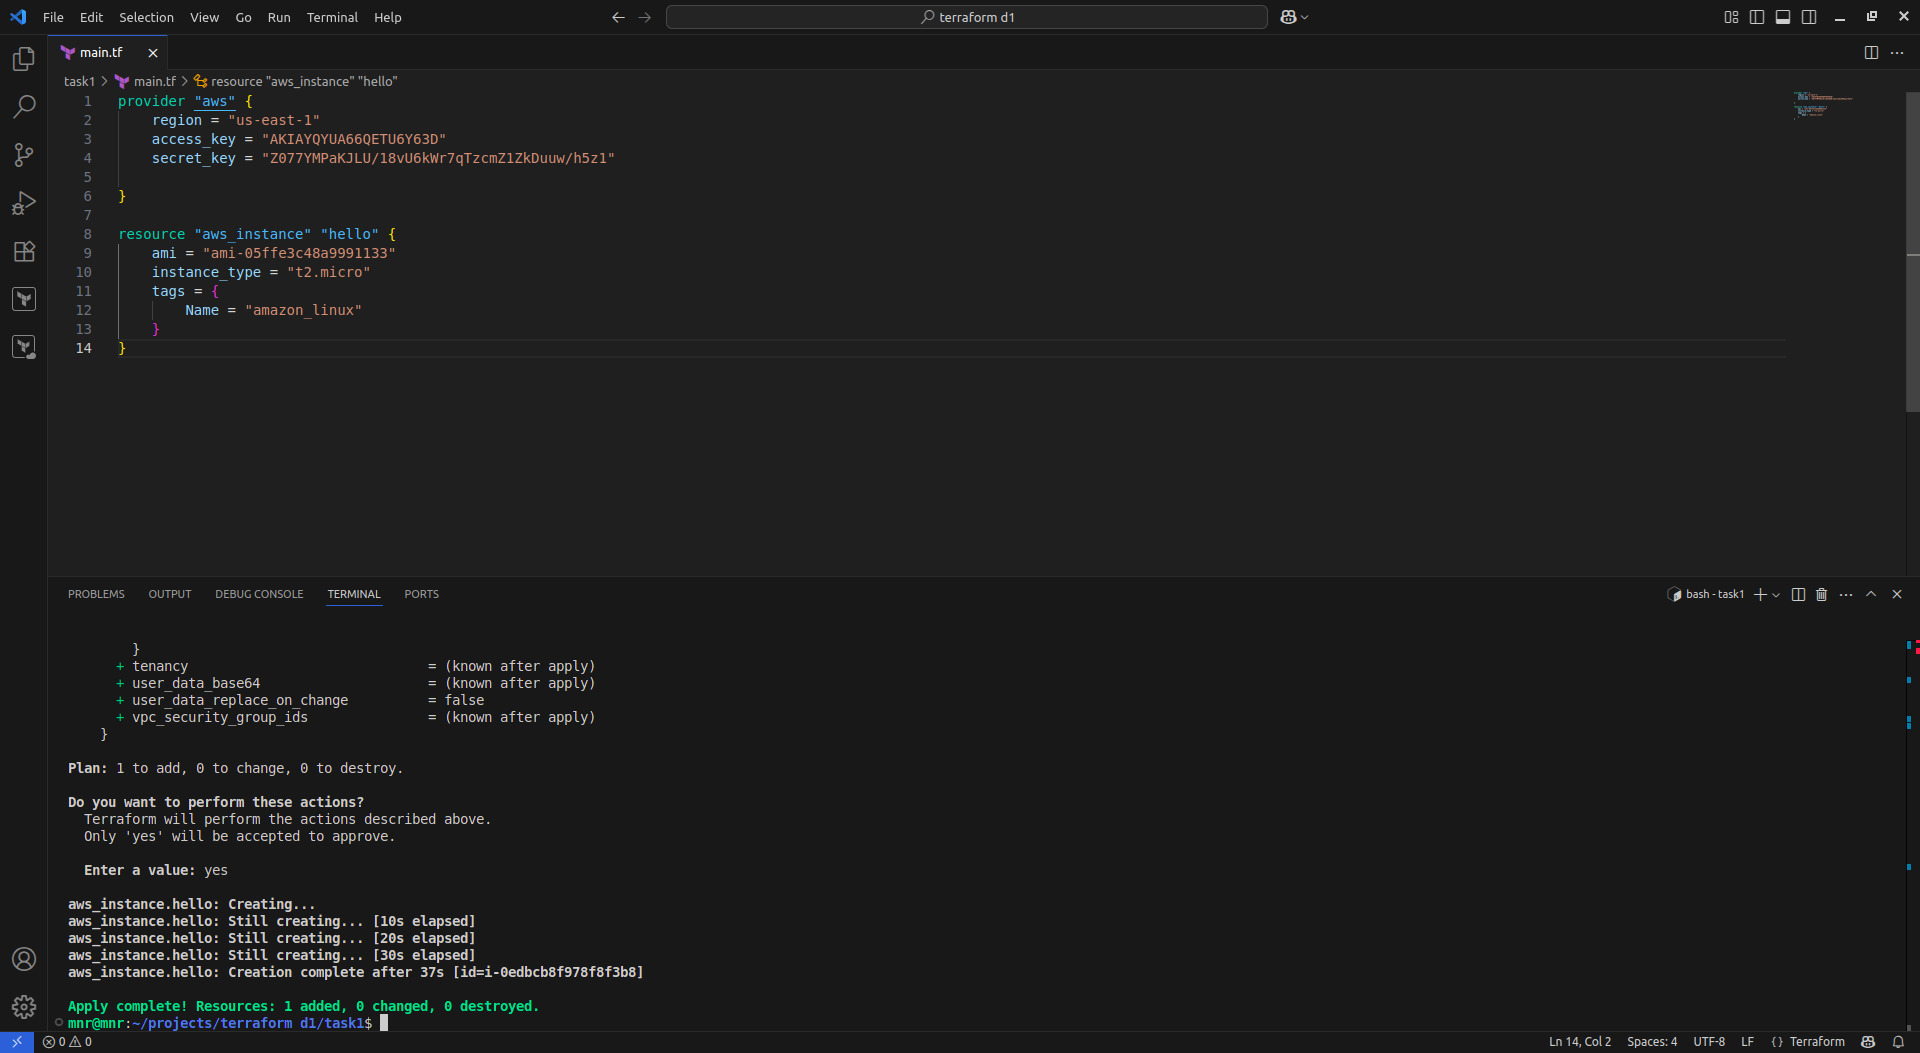 File Edit Selection View Go Run Terminal Help
terraform d1
main.tf
task1 > main.tf > resource "aws_instance" "hello"
1 provider "aws" {
2 region = "us-east-1"
3 access_key = "AKIAYQYUA66QETU6Y63D"
4 secret_key = "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"
5
6 }
7
8 resource "aws_instance" "hello" {
9 ami = "ami-05ffe3c48a9991133"
10 instance_type = "t2.micro"
11 tags = {
12 Name = "amazon_linux"
13 }
14 }
PROBLEMS OUTPUT DEBUG CONSOLE TERMINAL PORTS
bash - task1
}
+ tenancy = (known after apply)
+ user_data_base64 = (known after apply)
+ user_data_replace_on_change = false
+ vpc_security_group_ids = (known after apply)
}
Plan: 1 to add, 0 to change, 0 to destroy.
Do you want to perform these actions?
Terraform will perform the actions described above.
Only 'yes' will be accepted to approve.
Enter a value: yes
aws_instance.hello: Creating...
aws_instance.hello: Still creating... [10s elapsed]
aws_instance.hello: Still creating... [20s elapsed]
aws_instance.hello: Still creating... [30s elapsed]
aws_instance.hello: Creation complete after 37s [id=i-0edbcb8f978f8f3b8]
Apply complete! Resources: 1 added, 0 changed, 0 destroyed.
mnr@mnr:~/projects/terraform d1/task1$
0 0
Ln 14, Col 2 Spaces: 4 UTF-8 LF {} Terraform